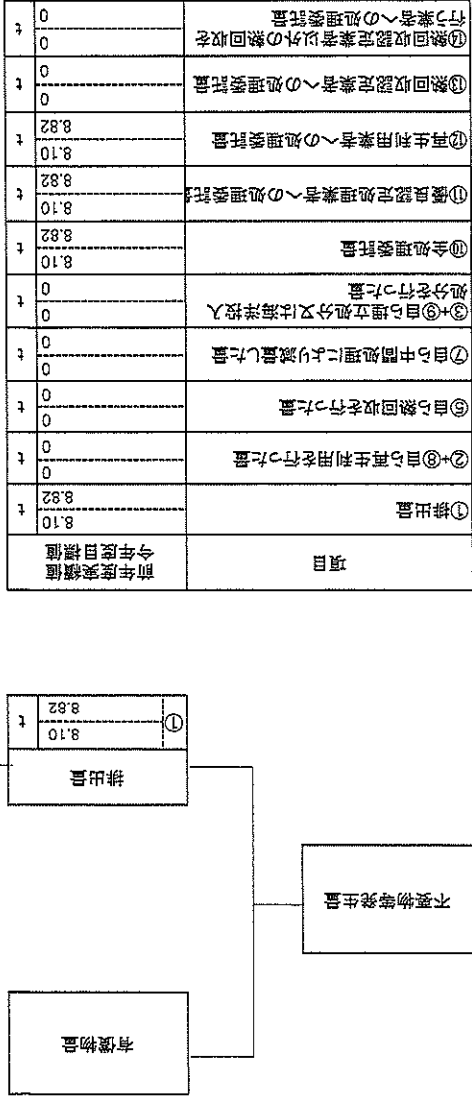 有償物量
不要物等発生量
排出量
① 8.10 t
8.82
項目 前年度実績値
今年度目標値
①排出量 8.10 t
8.82
②+⑧自ら再生利用を行った量 0 t
0
⑤自ら熱回収を行った量 0 t
0
⑦自ら中間処理により減量した量 0 t
0
③+⑨自ら埋立処分又は海洋投入 0 t
処分を行った量 0
⑩全処理委託量 8.10 t
8.82
⑪優良認定処理業者への処理委託量 8.10 t
8.82
⑫再生利用業者への処理委託量 8.10 t
8.82
⑬熱回収認定業者への処理委託量 0 t
0
⑭熱回収認定業者以外の熱回収を 0 t
行う業者への処理委託量 0